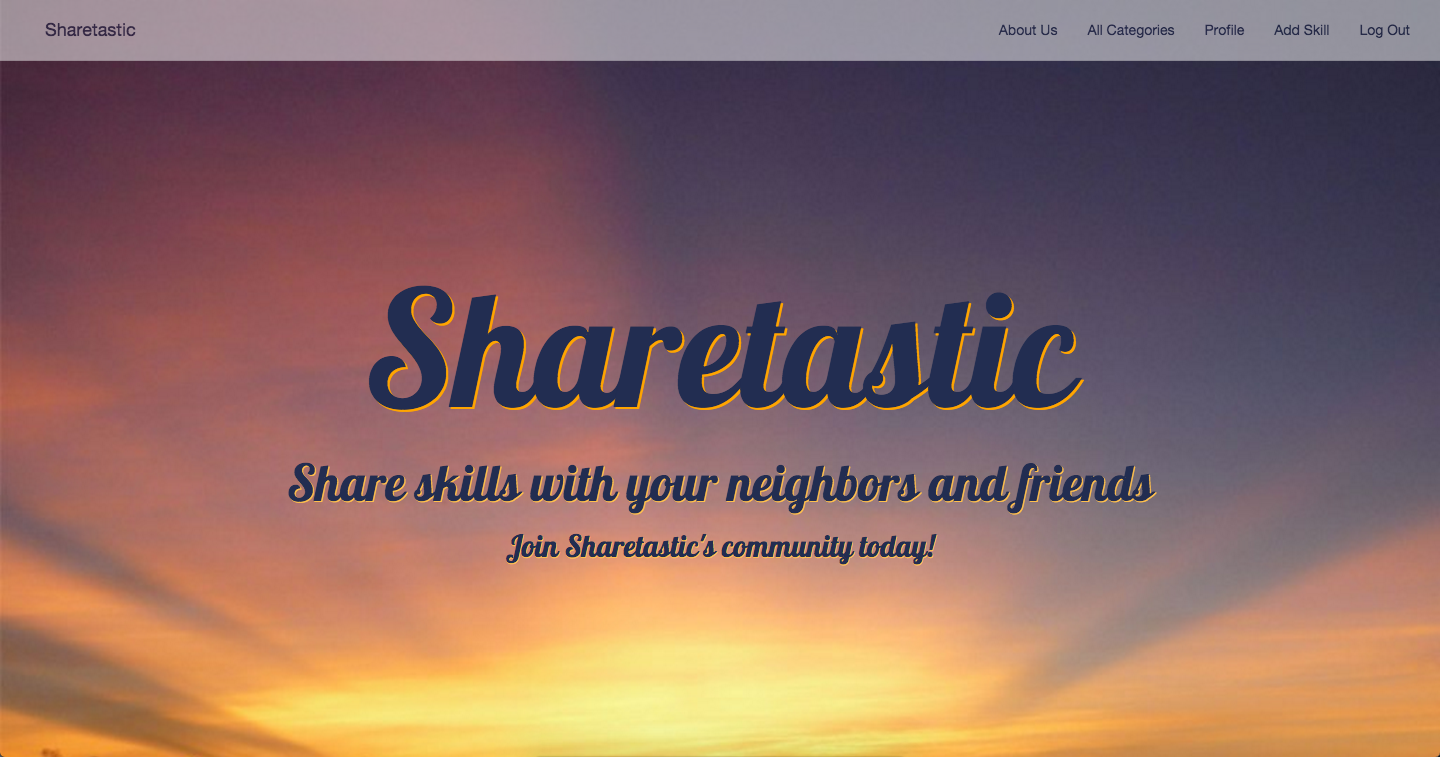 Sharetastic About Us All Categories Profile Add Skill Log Out
Sharetastic
Share skills with your neighbors and friends
Join Sharetastic's community today!